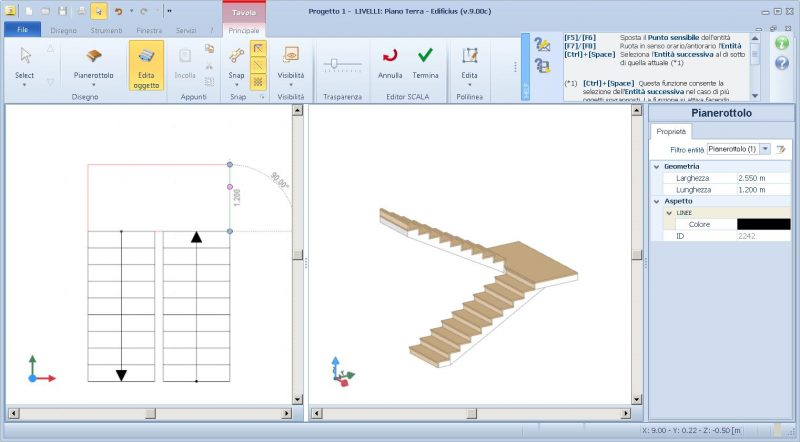 Tavola
Progetto 1 - LIVELLI: Piano Terra - Edificius (v.9.00c)
File
Disegno
Strumenti
Finestra
Servizi
I
Principale
Select
Pianerottolo
Edita oggetto
Incolla
Snap
Visibilità
Trasparenza
Annulla
Termina
Edita
Disegno
Appunti
Snap
Visibilità
Editor SCALA
Polilinea
HELP
[F5]/[F6] Sposta il Punto sensibile dell'entità
[F7]/[F8] Ruota in senso orario/antiorario l'Entità
[Ctrl]+[Space] Seleziona l'Entità successiva al di sotto
di quella attuale (*1)
(*1) [Ctrl]+[Space] Questa funzione consente la
selezione dell'Entità successiva nel caso di più
oggetti sovrapposti. La funzione si attiva facendo
90.00°
1.200
Pianerottolo
Proprietà
Filtro entità Pianerottolo (1)
Geometria
Larghezza 2.550 m
Lunghezza 1.200 m
Aspetto
LINEE
Colore
ID 2242
X: 9.00 - Y: 0.22 - Z: -0.50 [m